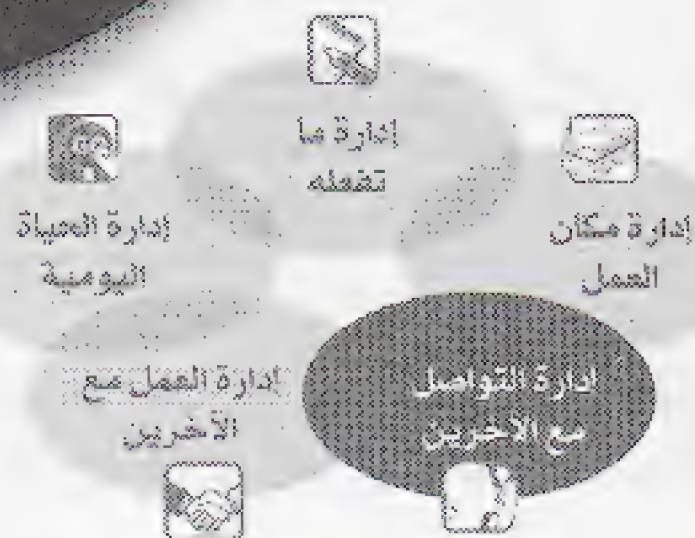 إدارة ما
تفعله
إدارة مكان
العمل
إدارة الحياة
اليومية
إدارة التواصل
مع الآخرين
إدارة العمل مع
الآخرين